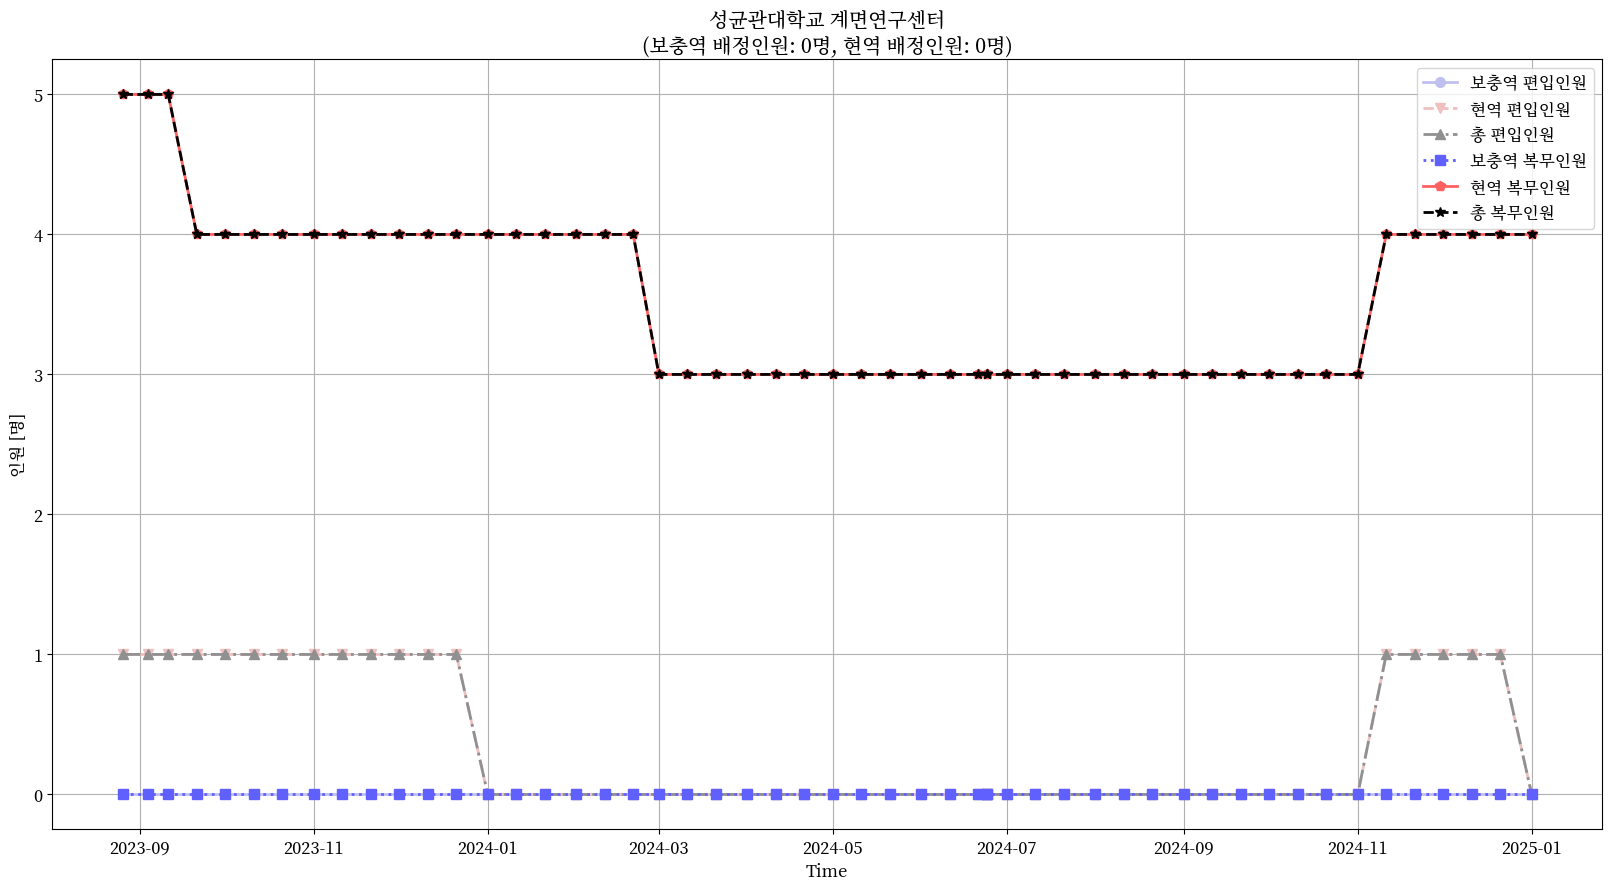 성균관대학교 계면연구센터
(보충역 배정인원: 0명, 현역 배정인원: 0명)
보충역 편입인원
현역 편입인원
총 편입인원
보충역 복무인원
현역 복무인원
총 복무인원
인원 [명]
5
4
3
2
1
0
2023-09
2023-11
2024-01
2024-03
2024-05
2024-07
2024-09
2024-11
2025-01
Time